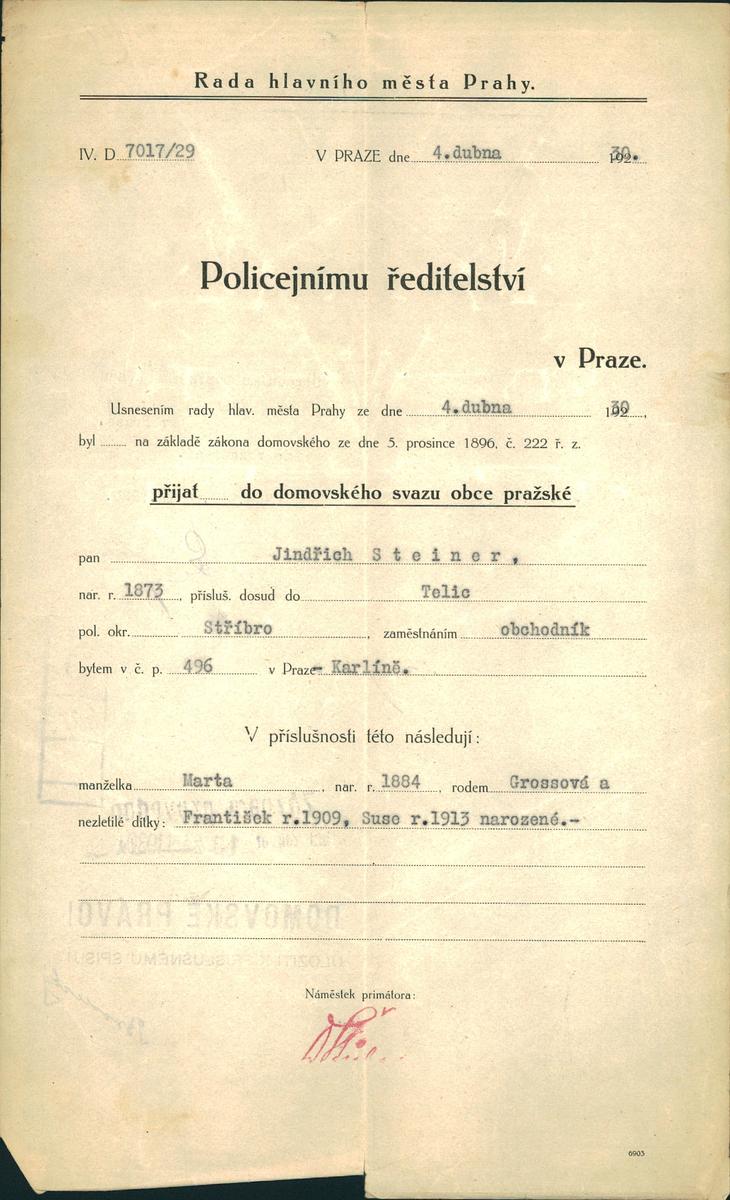 Rada hlavního města Prahy.
IV. D 7017/29 V PRAZE dne 4.dubna 30.
Policejnímu ředitelství
v Praze.
Usnesením rady hlav. města Prahy ze dne 4.dubna 30,
byl na základě zákona domovského ze dne 5. prosince 1896, č. 222 ř. z.
přijat do domovského svazu obce pražské
pan Jindřich Steiner,
nar. r. 1873, přísluš. dosud do Telic
pol. okr. Stříbro, zaměstnáním obchodník
bytem v č. p. 496 v Praze- Karlíně.
V příslušnosti této následují:
manželka Marta, nar. r. 1884, rodem Grossová a
nezletilé dítky: František r.1909, Suse r.1913 narozené.-
DOMOVSKÉ PRÁVO!
Náměstek primátora:
6903